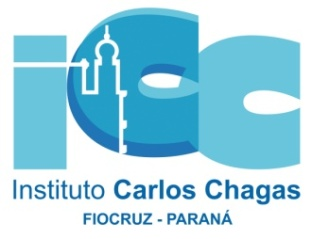 icc
Instituto Carlos Chagas
FIOCRUZ - PARANÁ